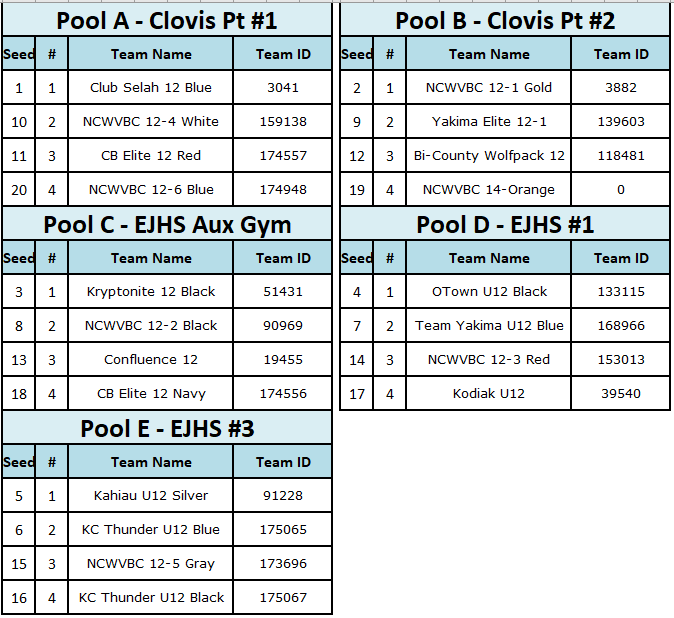 Pool A - Clovis Pt #1
Seed # Team Name Team ID
1 1 Club Selah 12 Blue 3041
10 2 NCWVBC 12-4 White 159138
11 3 CB Elite 12 Red 174557
20 4 NCWVBC 12-6 Blue 174948
Pool B - Clovis Pt #2
Seed # Team Name Team ID
2 1 NCWVBC 12-1 Gold 3882
9 2 Yakima Elite 12-1 139603
12 3 Bi-County Wolfpack 12 118481
19 4 NCWVBC 14-Orange 0
Pool C - EJHS Aux Gym
Seed # Team Name Team ID
3 1 Kryptonite 12 Black 51431
8 2 NCWVBC 12-2 Black 90969
13 3 Confluence 12 19455
18 4 CB Elite 12 Navy 174556
Pool D - EJHS #1
Seed # Team Name Team ID
4 1 OTown U12 Black 133115
7 2 Team Yakima U12 Blue 168966
14 3 NCWVBC 12-3 Red 153013
17 4 Kodiak U12 39540
Pool E - EJHS #3
Seed # Team Name Team ID
5 1 Kahiau U12 Silver 91228
6 2 KC Thunder U12 Blue 175065
15 3 NCWVBC 12-5 Gray 173696
16 4 KC Thunder U12 Black 175067